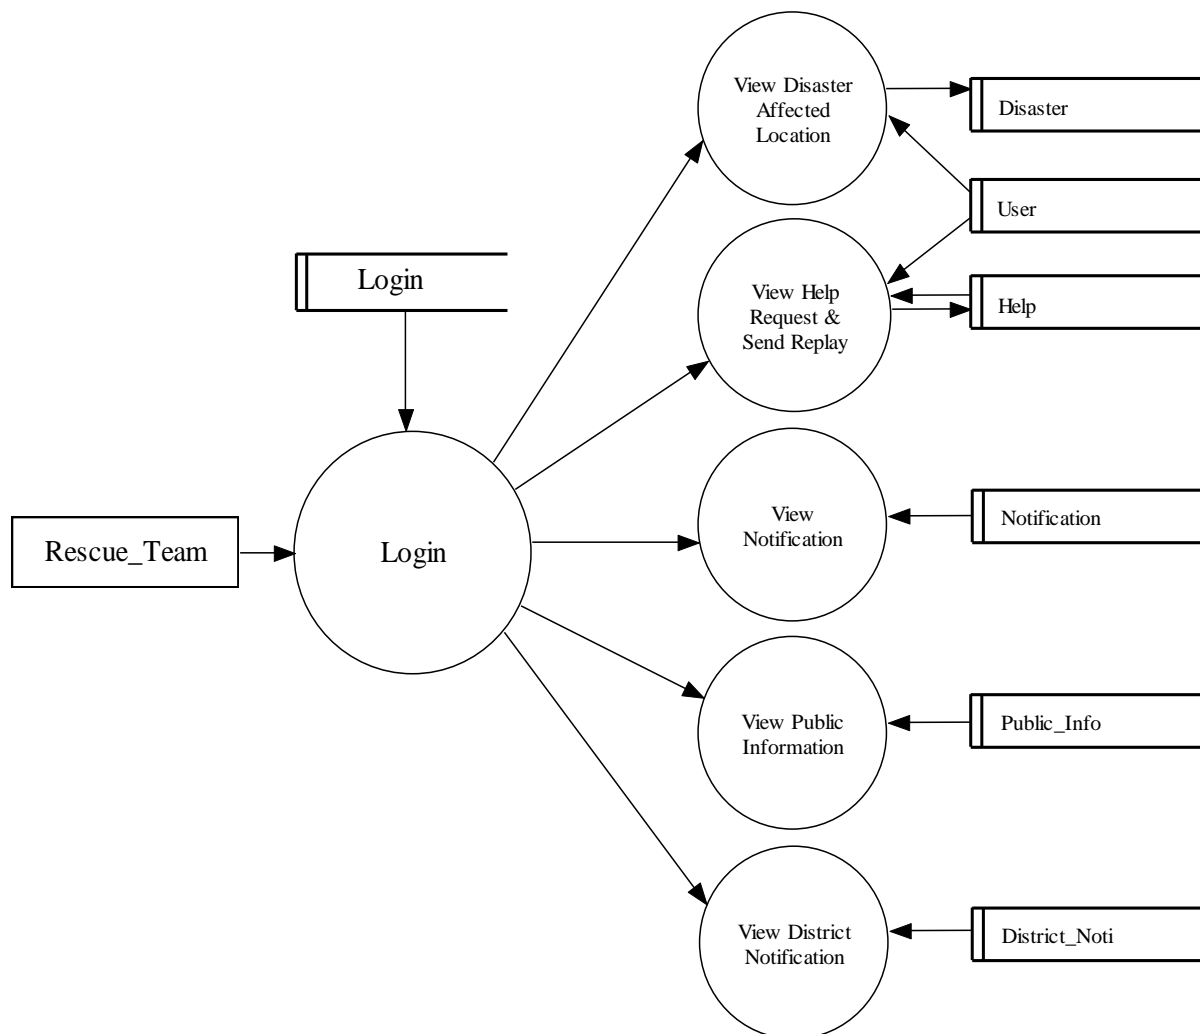 View Disaster
Affected
Location
Disaster
User
Login
View Help
Request &
Send Replay
Help
Rescue_Team
Login
View
Notification
Notification
View Public
Information
Public_Info
View District
Notification
District_Noti